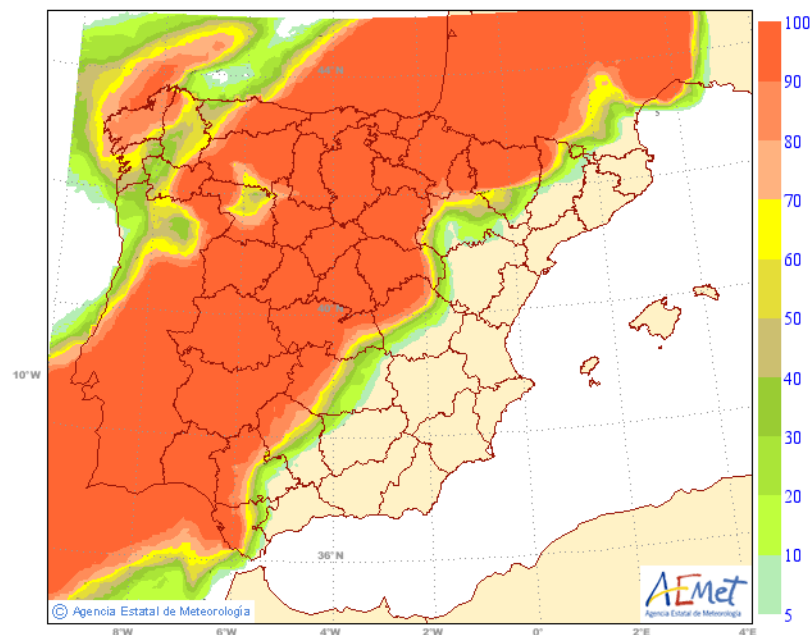 100
90
80
70
60
50
40
30
20
10
5
44°N
40°N
10°W
36°N
© Agencia Estatal de Meteorología
AEMet
Agencia Estatal de Meteorología
8°W
6°W
4°W
2°W
0°
2°E
4°E